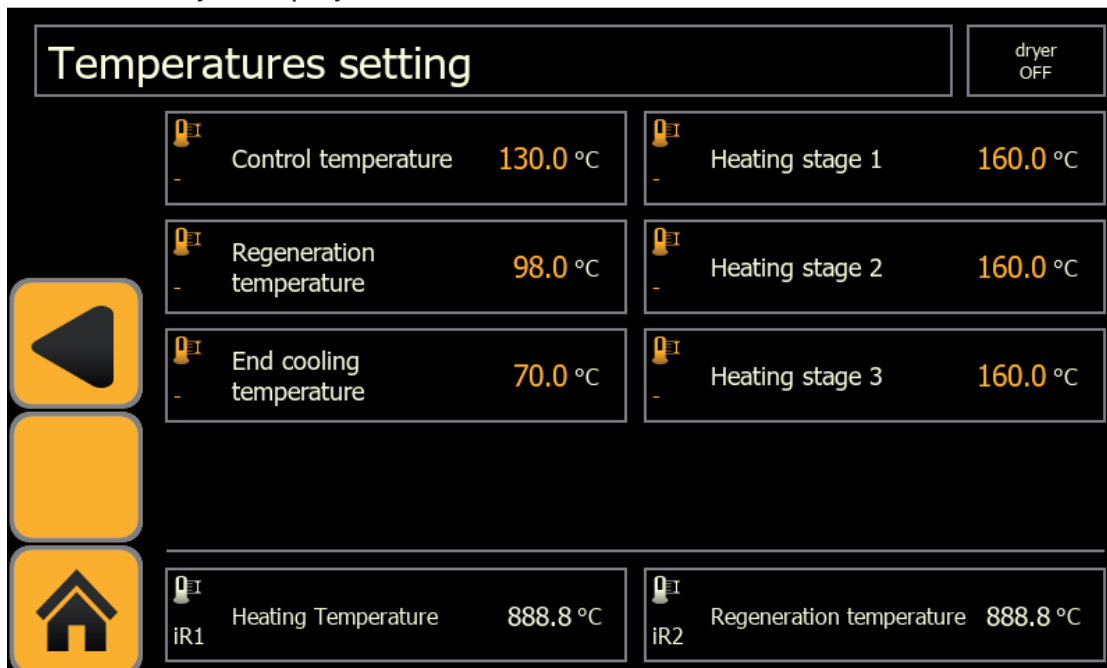 Temperatures setting
dryer
OFF
Control temperature 130.0 °C
-
Heating stage 1 160.0 °C
-
Regeneration
temperature 98.0 °C
-
Heating stage 2 160.0 °C
-
End cooling
temperature 70.0 °C
-
Heating stage 3 160.0 °C
-
Heating Temperature 888.8 °C
iR1
Regeneration temperature 888.8 °C
iR2